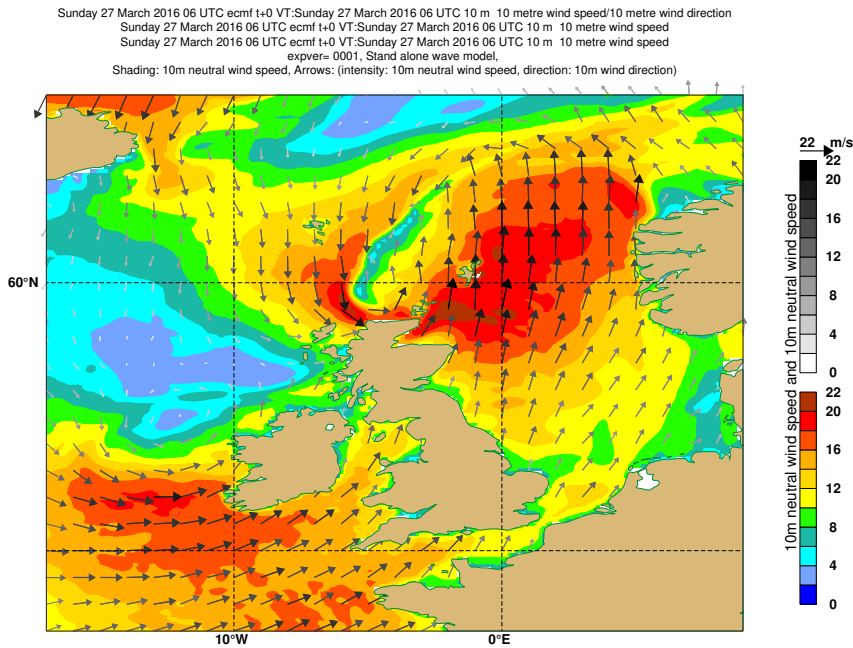 Sunday 27 March 2016 06 UTC ecmf t+0 VT:Sunday 27 March 2016 06 UTC 10 m 10 metre wind speed/10 metre wind direction
Sunday 27 March 2016 06 UTC ecmf t+0 VT:Sunday 27 March 2016 06 UTC 10 m 10 metre wind speed
Sunday 27 March 2016 06 UTC ecmf t+0 VT:Sunday 27 March 2016 06 UTC 10 m 10 metre wind speed
expver= 0001, Stand alone wave model,
Shading: 10m neutral wind speed, Arrows: (intensity: 10m neutral wind speed, direction: 10m wind direction)
22 m/s
22
20
16
12
8
4
0
22
20
16
12
8
4
0
10m neutral wind speed and 10m neutral wind speed
60°N
10°W
0°E